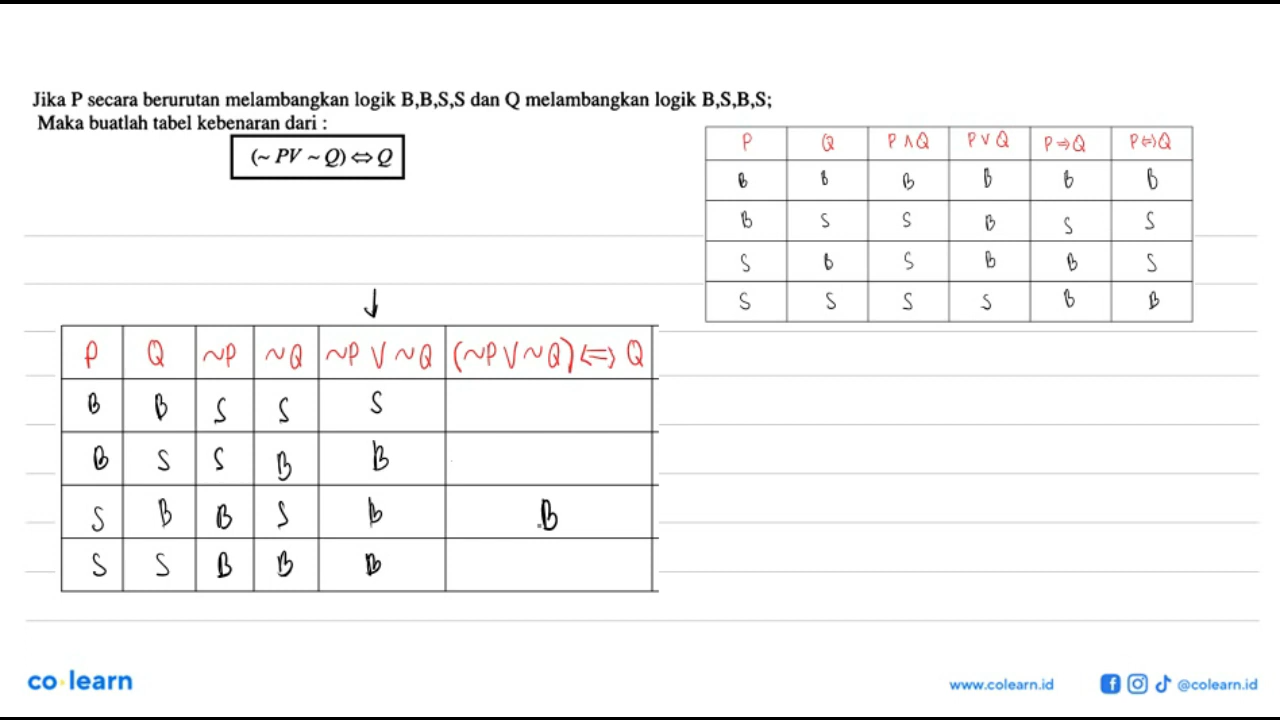 Jika P secara berurutan melambangkan logik B,B,S,S dan Q melambangkan logik B,S,B,S;
Maka buatlah tabel kebenaran dari :
(~ PV ~ Q) ⇔ Q
P Q P ∧ Q P ∨ Q P ⇒ Q P ⇔ Q
B B B B B B
B S S B S S
S B S B B S
S S S S B B
↓
P Q ~P ~Q ~P ∨ ~Q (~P ∨ ~Q) ⇔ Q
B B S S S
B S S B B
S B B S B B
S S B B B
co learn
www.colearn.id
@colearn.id